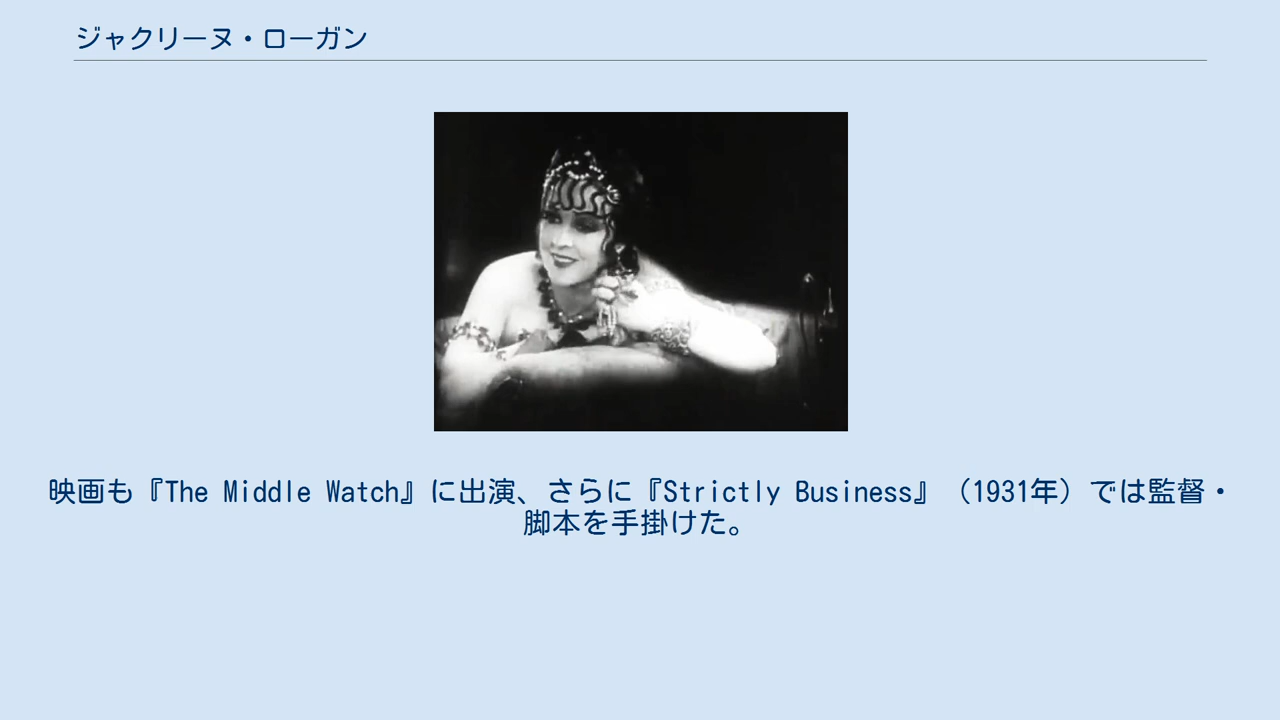 ジャクリーヌ・ローガン
映画も『The Middle Watch』に出演、さらに『Strictly Business』（1931年）では監督・
脚本を手掛けた。